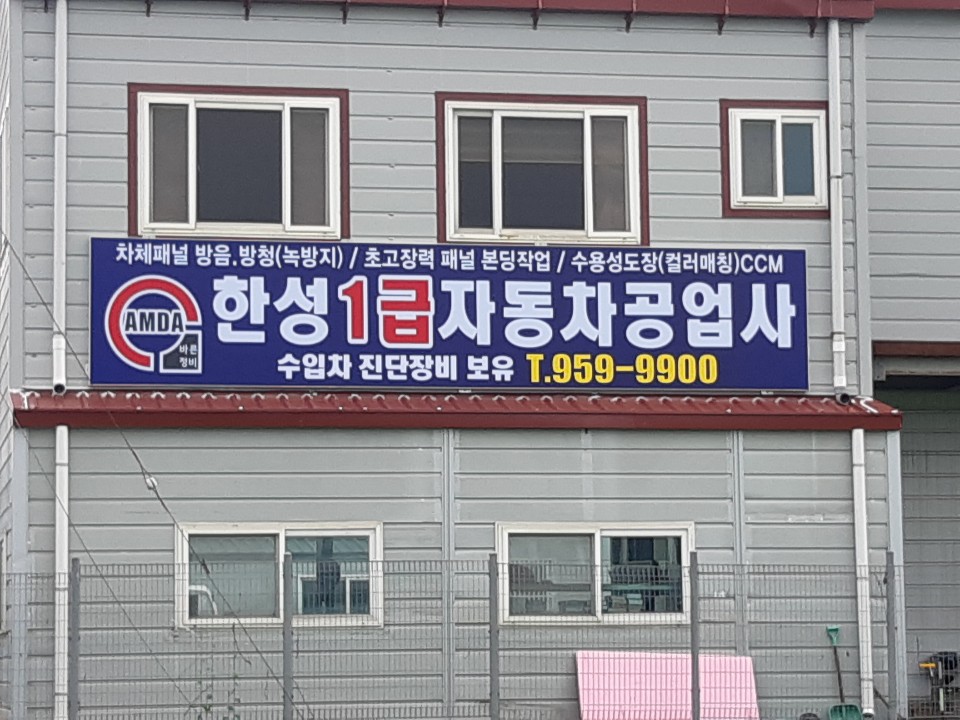 차체패널 방음.방청(녹방지) / 초고장력 패널 본딩작업 / 수용성도장(컬러매칭)CCM
AMDA
바른
정비
한성1급자동차공업사
수입차 진단장비 보유 T.959-9900